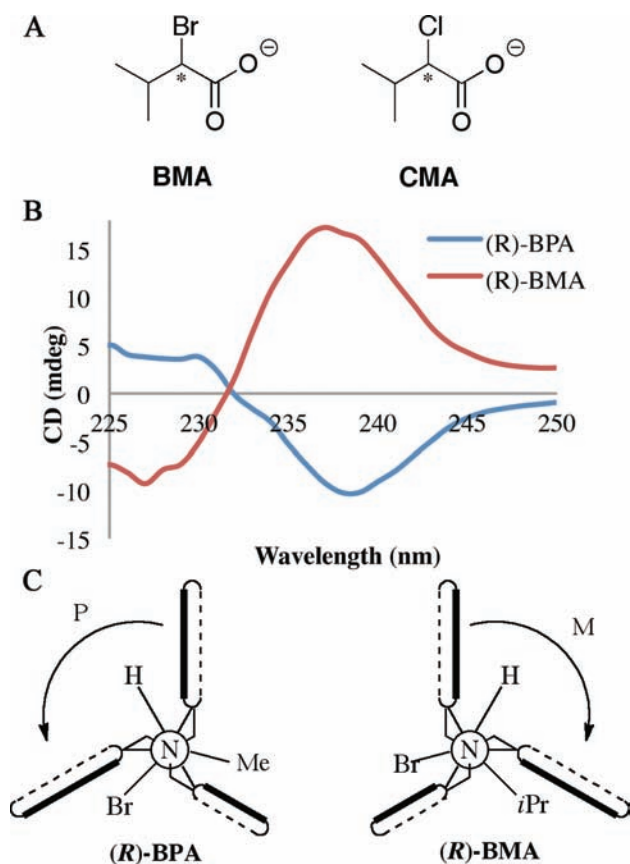 A
Br Cl
O⊖ O⊖
* *
O O
BMA CMA
B
15
10
5
0
-5
-10
-15
CD (mdeg)
(R)-BPA
(R)-BMA
225 230 235 240 245 250
Wavelength (nm)
C
P M
H H
N N
Me Br
Br iPr
(R)-BPA (R)-BMA